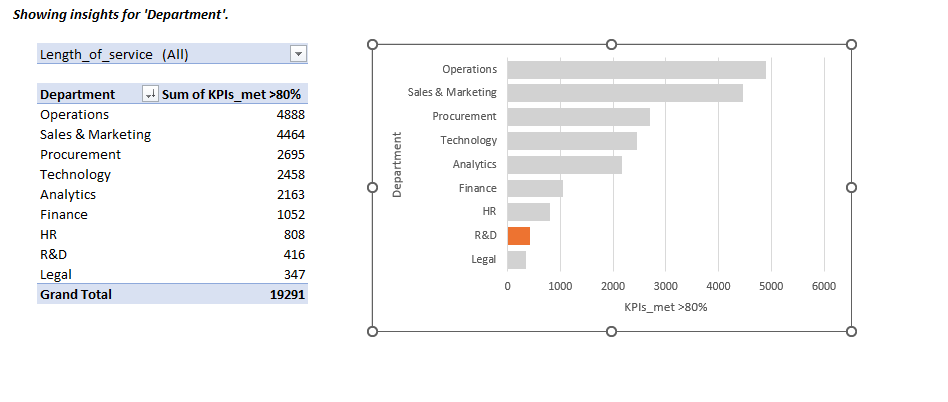 Showing insights for 'Department'.
Length_of_service (All)
Department Sum of KPIs_met >80%
Operations 4888
Sales & Marketing 4464
Procurement 2695
Technology 2458
Analytics 2163
Finance 1052
HR 808
R&D 416
Legal 347
Grand Total 19291
Department
Operations
Sales & Marketing
Procurement
Technology
Analytics
Finance
HR
R&D
Legal
0 1000 2000 3000 4000 5000 6000
KPIs_met >80%